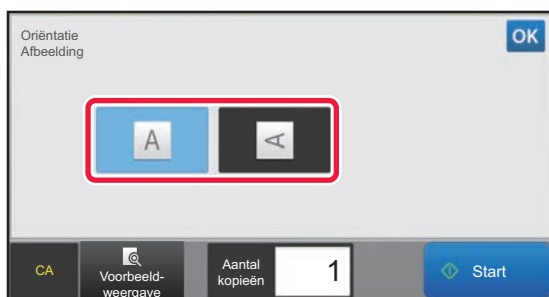 Oriëntatie
Afbeelding
OK
A
A
CA
Voorbeeld-
weergave
Aantal
kopieën
1
Start